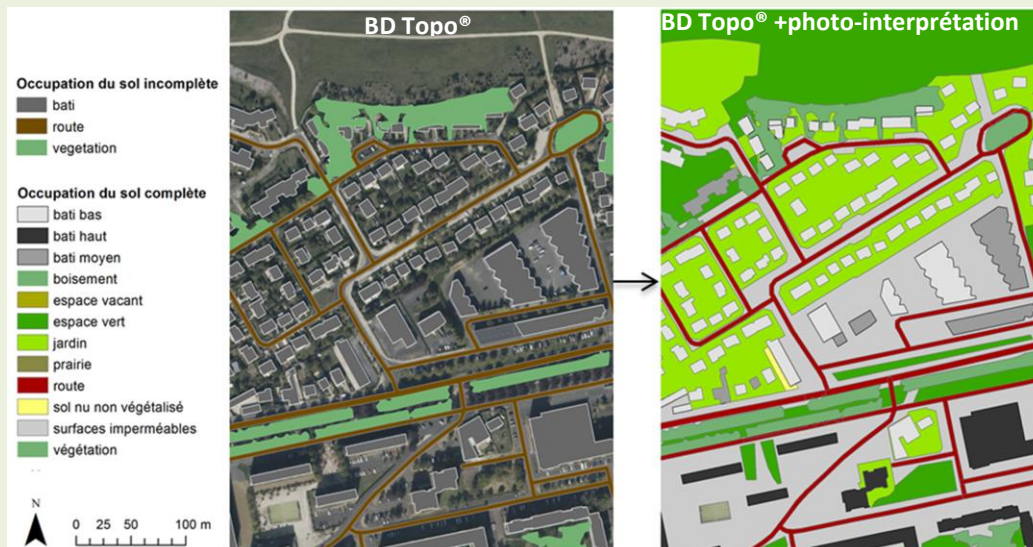 BD Topo®
BD Topo® +photo-interprétation
Occupation du sol incomplète
bati
route
vegetation
Occupation du sol complète
bati bas
bati haut
bati moyen
boisement
espace vacant
espace vert
jardin
prairie
route
sol nu non végétalisé
surfaces imperméables
végétation
N
0 25 50 100 m